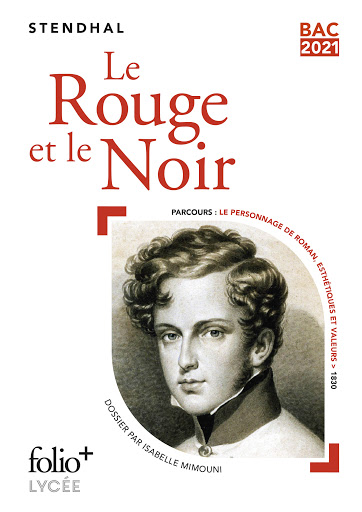 STENDHAL
BAC
2021
Le
Rouge
et le Noir
PARCOURS : LE PERSONNAGE DE ROMAN, ESTHÉTIQUES ET VALEURS > 1830
DOSSIER PAR ISABELLE MIMOUNI
folio+
LYCÉE